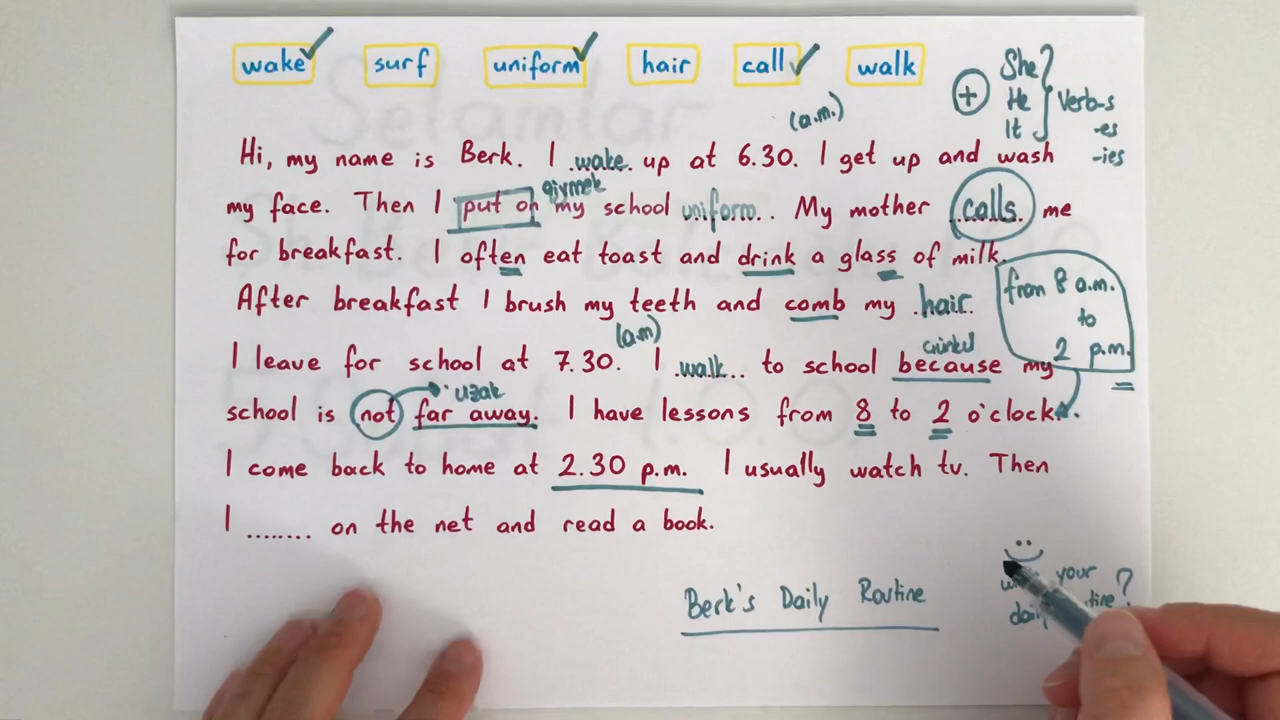 wake surf uniform hair call walk
She
He
It
+
Verb-s
-es
-ies
(a.m.)
Hi, my name is Berk. I wake up at 6.30. I get up and wash
giymek
my face. Then I put on my school uniform.. My mother calls. me
for breakfast. I often eat toast and drink a glass of milk.
After breakfast I brush my teeth and comb my .hair.
from 8 a.m.
to
2 p.m.
(a.m)
çünkü
I leave for school at 7.30. I .walk.. to school because my
uzak
school is not far away. I have lessons from 8 to 2 o'clock.
I come back to home at 2.30 p.m. I usually watch tv. Then
I ........ on the net and read a book.
Berk's Daily Routine
your
?